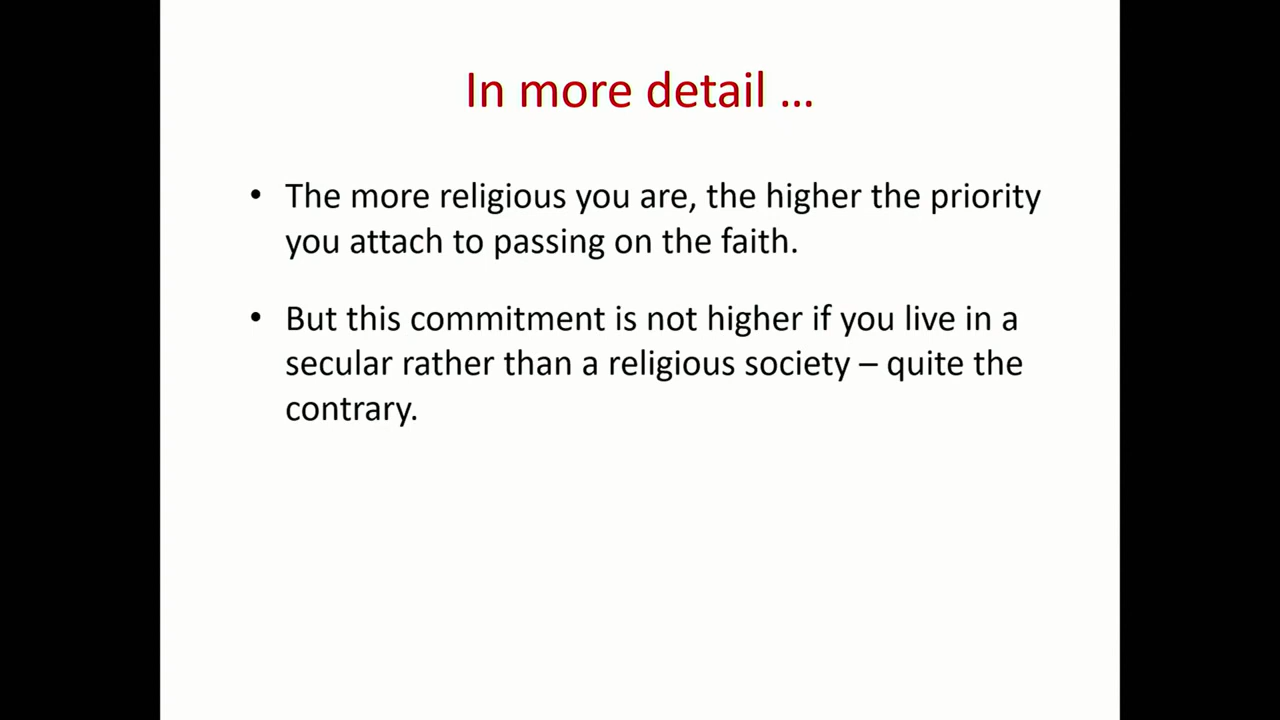 In more detail ...
• The more religious you are, the higher the priority
you attach to passing on the faith.
• But this commitment is not higher if you live in a
secular rather than a religious society – quite the
contrary.